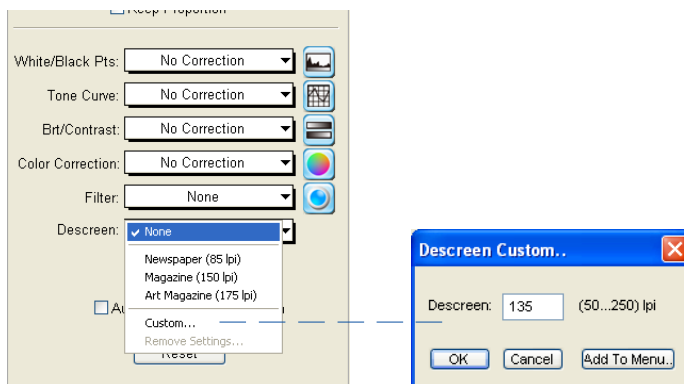 White/Black Pts: No Correction
Tone Curve: No Correction
Brt/Contrast: No Correction
Color Correction: No Correction
Filter: None
Descreen: None
Newspaper (85 lpi)
Magazine (150 lpi)
Art Magazine (175 lpi)
Custom...
Remove Settings...
Descreen Custom..
Descreen: 135 (50...250) lpi
OK Cancel Add To Menu..